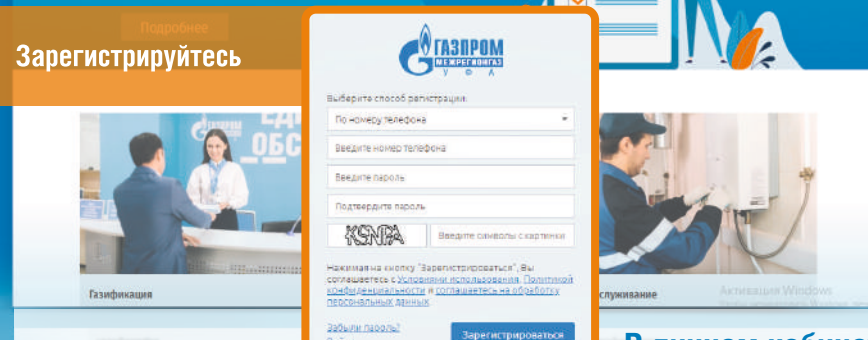 Подробнее
Зарегистрируйтесь
ГАЗПРОМ
МЕЖРЕГИОНГАЗ
УФА
Выберите способ регистрации:
По номеру телефона
Введите номер телефона
Введите пароль
Подтвердите пароль
Введите символы с картинки
Нажимая на кнопку "Зарегистрироваться", Вы
соглашаетесь с Условиями использования, Политикой
конфиденциальности и соглашаетесь на обработку
персональных данных
Забыли пароль?
Зарегистрироваться
Газификация
служивание
Активация Windows